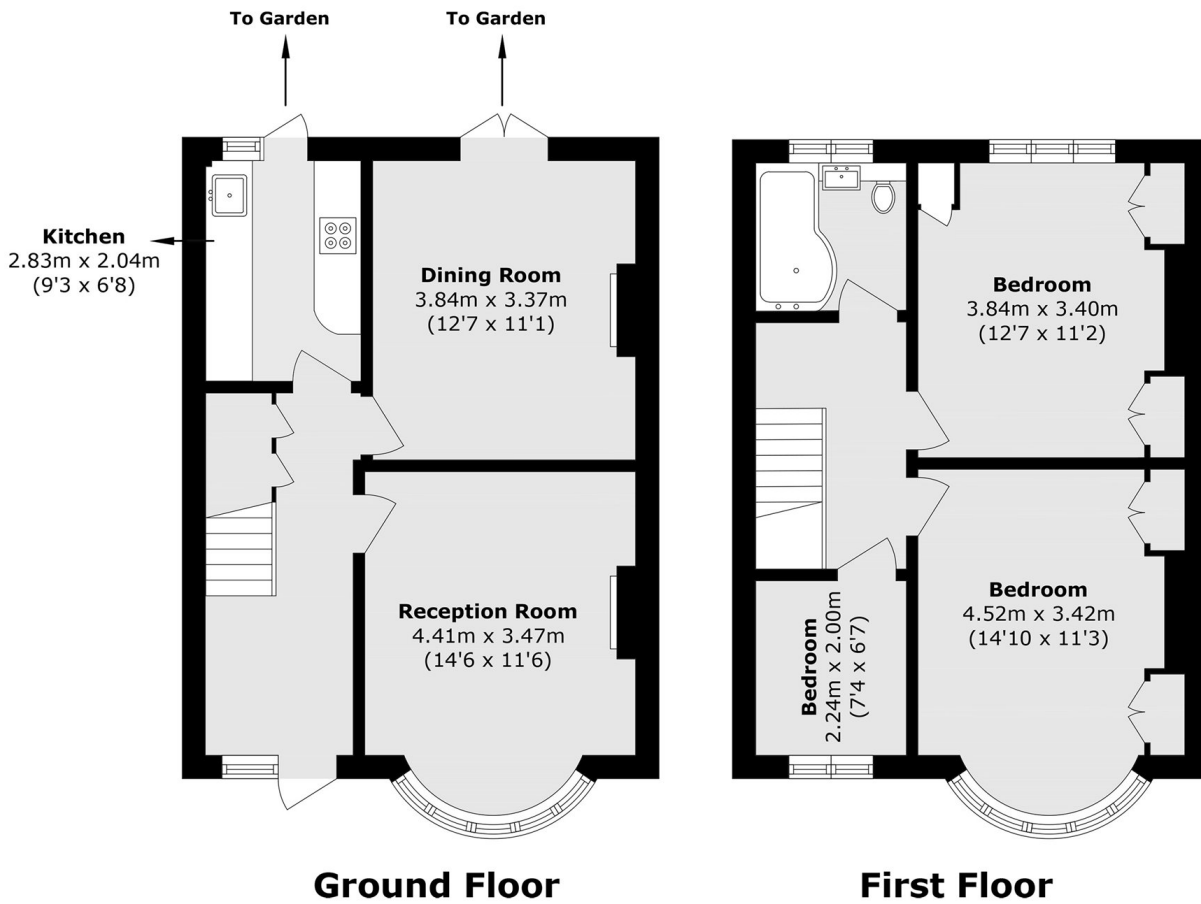 To Garden
To Garden
Kitchen
2.83m x 2.04m
(9'3 x 6'8)
Dining Room
3.84m x 3.37m
(12'7 x 11'1)
Reception Room
4.41m x 3.47m
(14'6 x 11'6)
Ground Floor
Bedroom
3.84m x 3.40m
(12'7 x 11'2)
Bedroom
4.52m x 3.42m
(14'10 x 11'3)
Bedroom
2.24m x 2.00m
(7'4 x 6'7)
First Floor